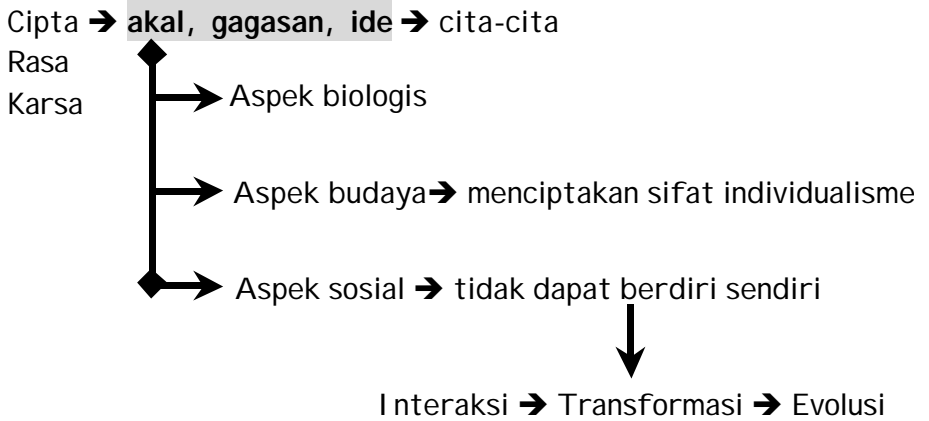 Cipta ➔ akal, gagasan, ide ➔ cita-cita
Rasa
Karsa
Aspek biologis
Aspek budaya➔ menciptakan sifat individualisme
Aspek sosial ➔ tidak dapat berdiri sendiri
Interaksi ➔ Transformasi ➔ Evolusi